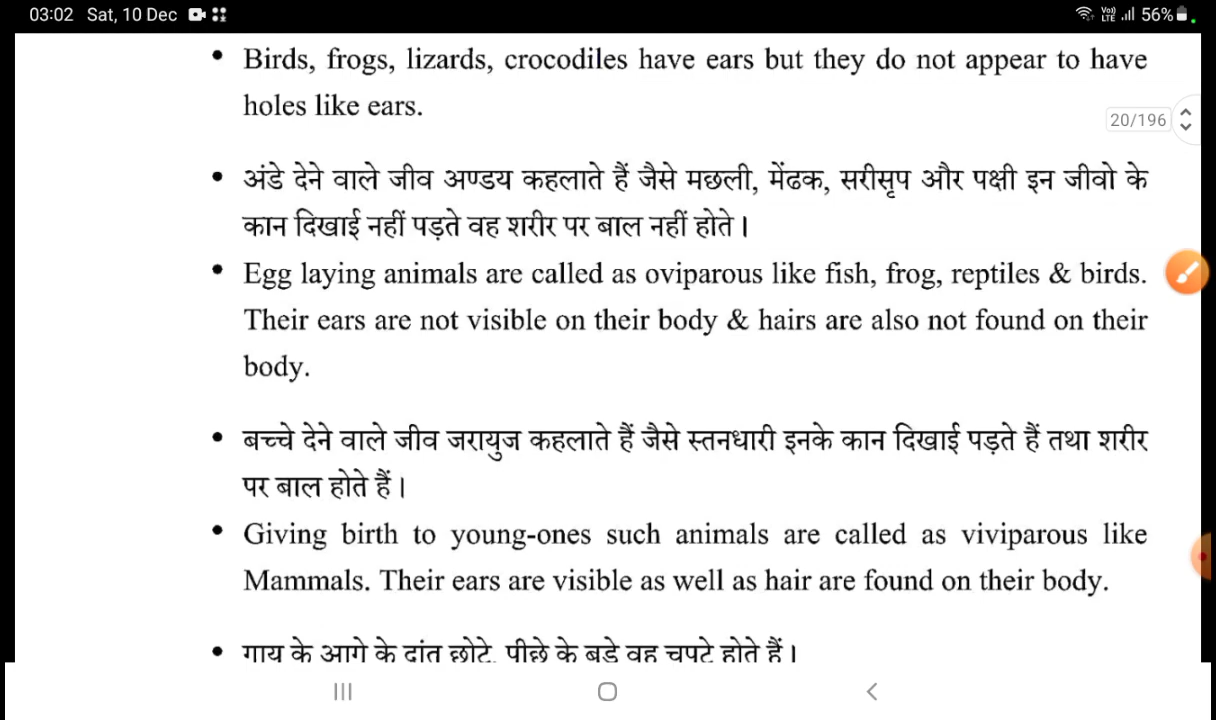 03:02 Sat, 10 Dec
Vo) LTE 56%
• Birds, frogs, lizards, crocodiles have ears but they do not appear to have
holes like ears.
20/196
• अंडे देने वाले जीव अण्डय कहलाते हैं जैसे मछली, मेंढक, सरीसृप और पक्षी इन जीवो के
कान दिखाई नहीं पड़ते वह शरीर पर बाल नहीं होते ।
• Egg laying animals are called as oviparous like fish, frog, reptiles & birds.
Their ears are not visible on their body & hairs are also not found on their
body.
• बच्चे देने वाले जीव जरायुज कहलाते हैं जैसे स्तनधारी इनके कान दिखाई पड़ते हैं तथा शरीर
पर बाल होते हैं ।
• Giving birth to young-ones such animals are called as viviparous like
Mammals. Their ears are visible as well as hair are found on their body.
• गाय के आगे के दांत छोटे, पीछे के बड़े वह चपटे होते हैं ।